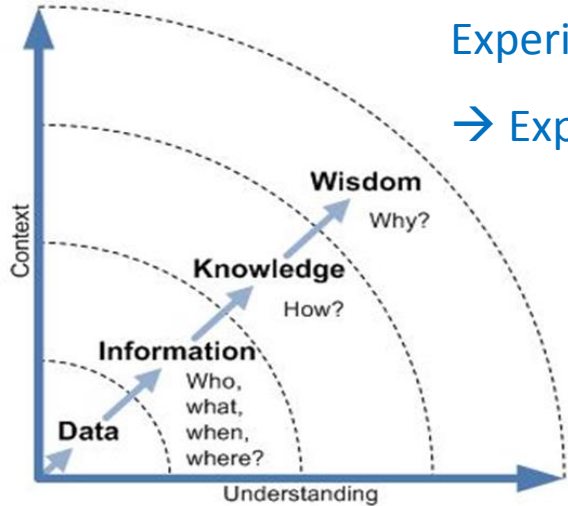 Experi
→ Exp
Wisdom
Why?
Context
Knowledge
How?
Information
Who,
what,
when,
where?
Data
Understanding